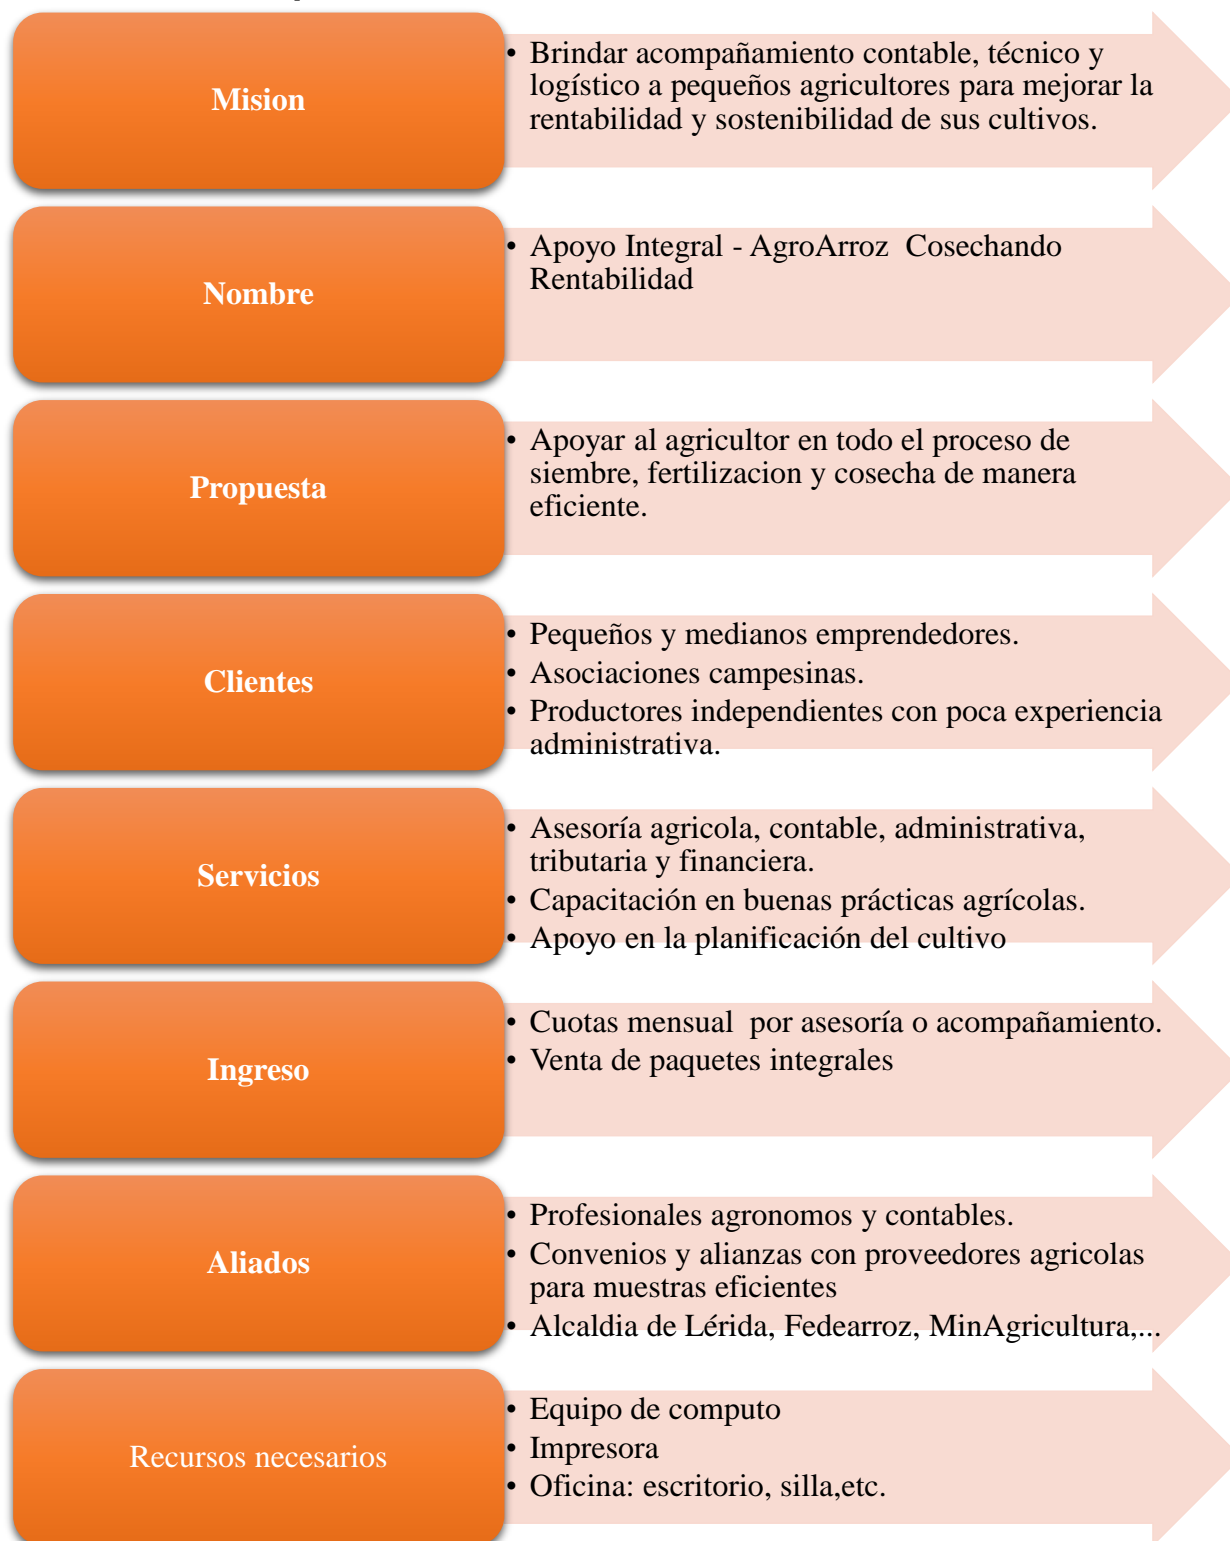 Mision
• Brindar acompañamiento contable, técnico y
logístico a pequeños agricultores para mejorar la
rentabilidad y sostenibilidad de sus cultivos.
Nombre
• Apoyo Integral - AgroArroz  Cosechando
Rentabilidad
Propuesta
• Apoyar al agricultor en todo el proceso de
siembre, fertilizacion y cosecha de manera
eficiente.
Clientes
• Pequeños y medianos emprendedores.
• Asociaciones campesinas.
• Productores independientes con poca experiencia
administrativa.
Servicios
• Asesoría agricola, contable, administrativa,
tributaria y financiera.
• Capacitación en buenas prácticas agrícolas.
• Apoyo en la planificación del cultivo
Ingreso
• Cuotas mensual  por asesoría o acompañamiento.
• Venta de paquetes integrales
Aliados
• Profesionales agronomos y contables.
• Convenios y alianzas con proveedores agricolas
para muestras eficientes
• Alcaldia de Lérida, Fedearroz, MinAgricultura,...
Recursos necesarios
• Equipo de computo
• Impresora
• Oficina: escritorio, silla,etc.